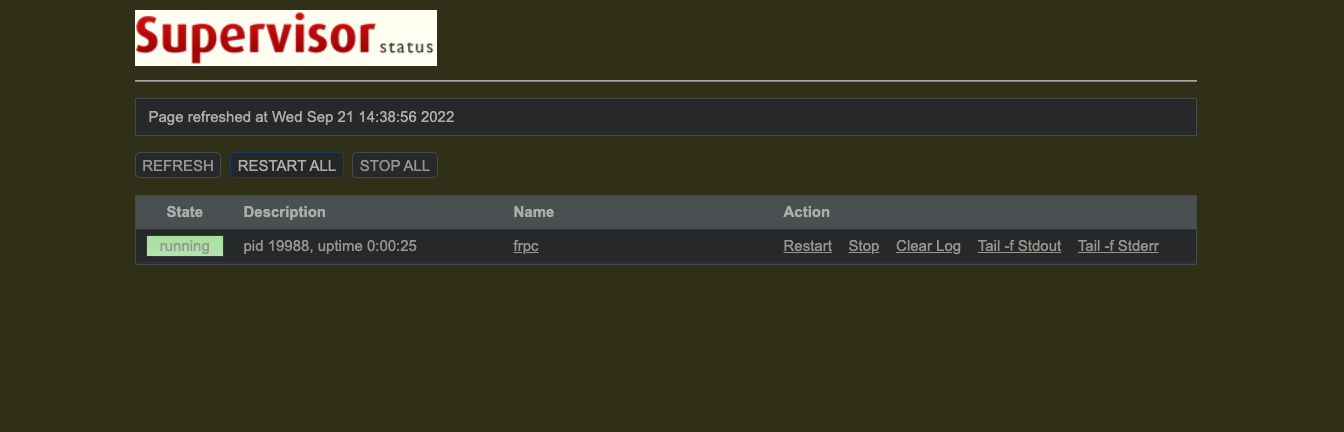 Supervisor status
Page refreshed at Wed Sep 21 14:38:56 2022
REFRESH RESTART ALL STOP ALL
State Description Name Action
running pid 19988, uptime 0:00:25 frpc Restart Stop Clear Log Tail -f Stdout Tail -f Stderr